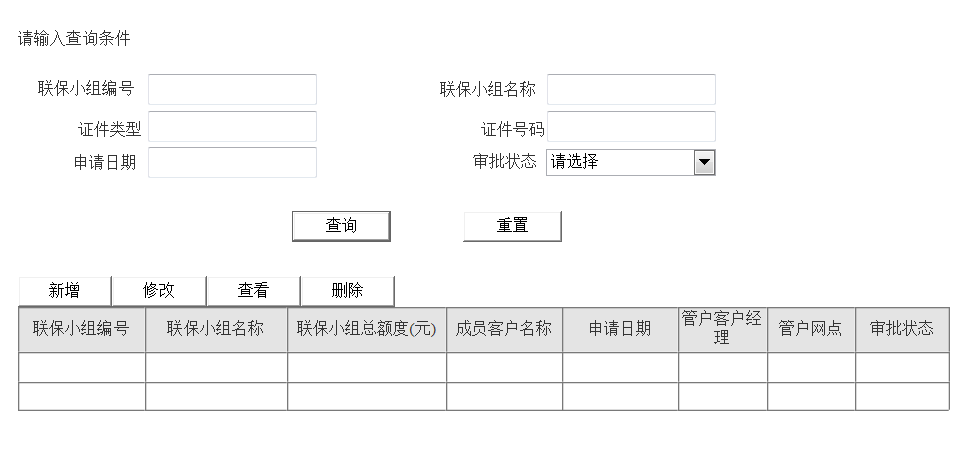 请输入查询条件
联保小组编号 联保小组名称
证件类型 证件号码
申请日期 审批状态 请选择
查询 重置
新增 修改 查看 删除
联保小组编号 联保小组名称 联保小组总额度(元) 成员客户名称 申请日期 管户客户经 管户网点 审批状态
理